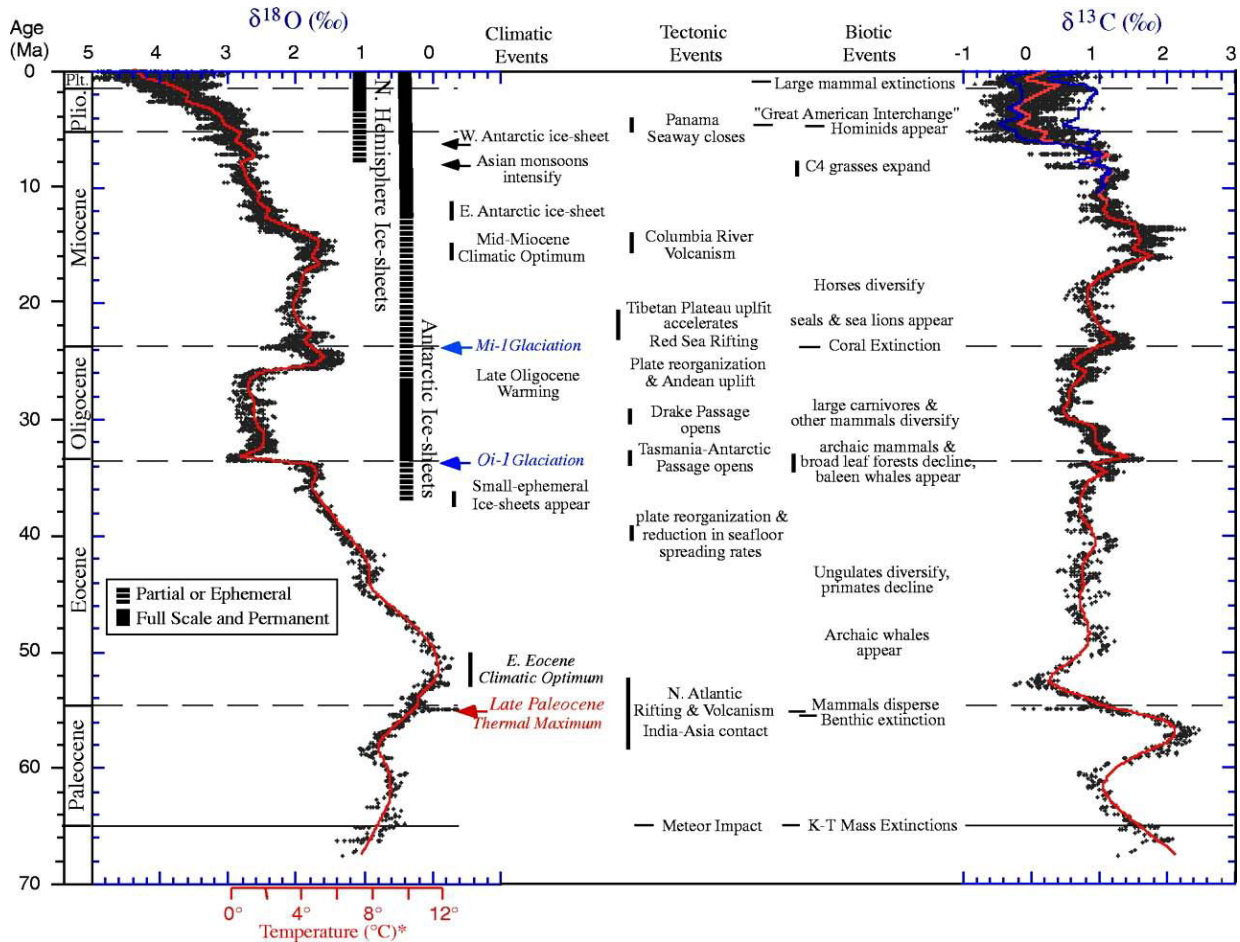 Age
(Ma)
δ18O (‰)
5 4 3 2 1 0
Climatic
Events
Tectonic
Events
Biotic
Events
δ13C (‰)
-1 0 1 2 3
0
10
20
30
40
50
60
70
Plt.
Plio.
Miocene
Oligocene
Eocene
Paleocene
N. Hemisphere Ice-sheets
Antarctic Ice-sheets
Partial or Ephemeral
Full Scale and Permanent
W. Antarctic ice-sheet
Asian monsoons
intensify
E. Antarctic ice-sheet
Mid-Miocene
Climatic Optimum
Mi-1 Glaciation
Late Oligocene
Warming
Oi-1 Glaciation
Small-ephemeral
Ice-sheets appear
E. Eocene
Climatic Optimum
Late Paleocene
Thermal Maximum
Panama
Seaway closes
Columbia River
Volcanism
Tibetan Plateau uplfit
accelerates
Red Sea Rifting
Plate reorganization
& Andean uplift
Drake Passage
opens
Tasmania-Antarctic
Passage opens
plate reorganization &
reduction in seafloor
spreading rates
N. Atlantic
Rifting & Volcanism
India-Asia contact
Meteor Impact
Large mammal extinctions
"Great American Interchange"
Hominids appear
C4 grasses expand
Horses diversify
seals & sea lions appear
Coral Extinction
large carnivores &
other mammals diversify
archaic mammals &
broad leaf forests decline,
baleen whales appear
Ungulates diversify,
primates decline
Archaic whales
appear
Mammals disperse
Benthic extinction
K-T Mass Extinctions
0° 4° 8° 12°
Temperature (°C)*